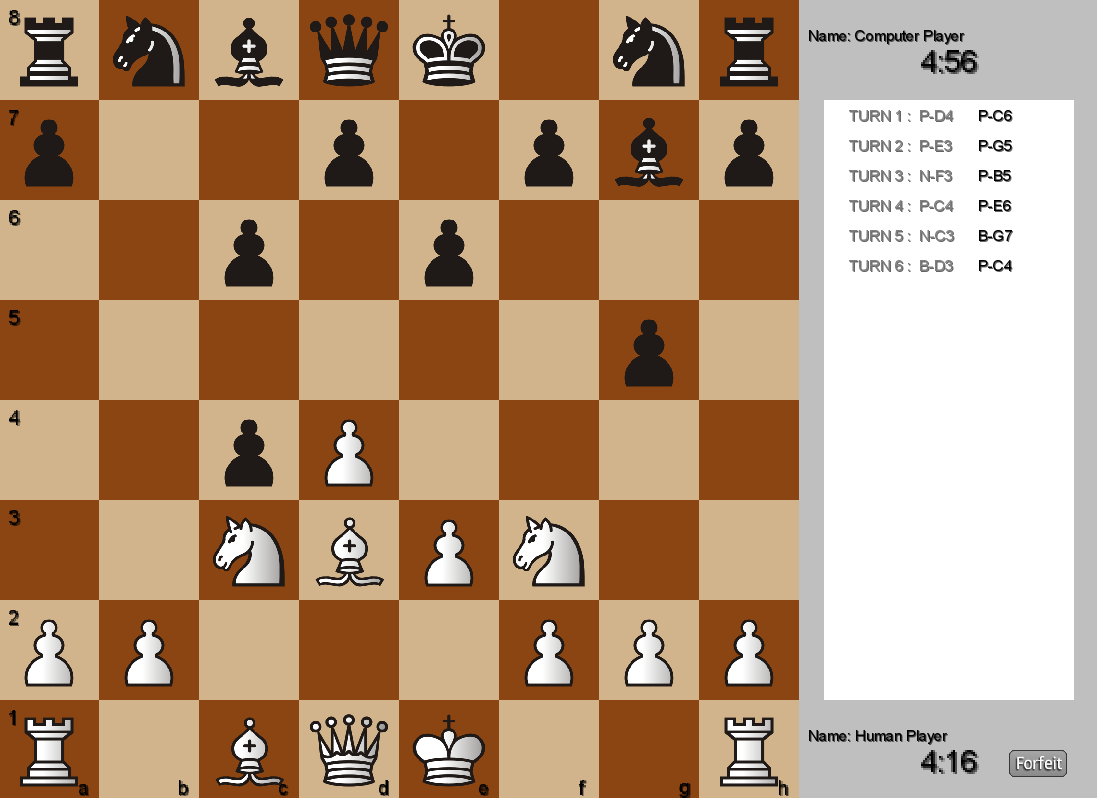 8
7
6
5
4
3
2
1
a b c d e f g h
Name: Computer Player
4:56
TURN 1 : P-D4 P-C6
TURN 2 : P-E3 P-G5
TURN 3 : N-F3 P-B5
TURN 4 : P-C4 P-E6
TURN 5 : N-C3 B-G7
TURN 6 : B-D3 P-C4
Name: Human Player
4:16
Forfeit